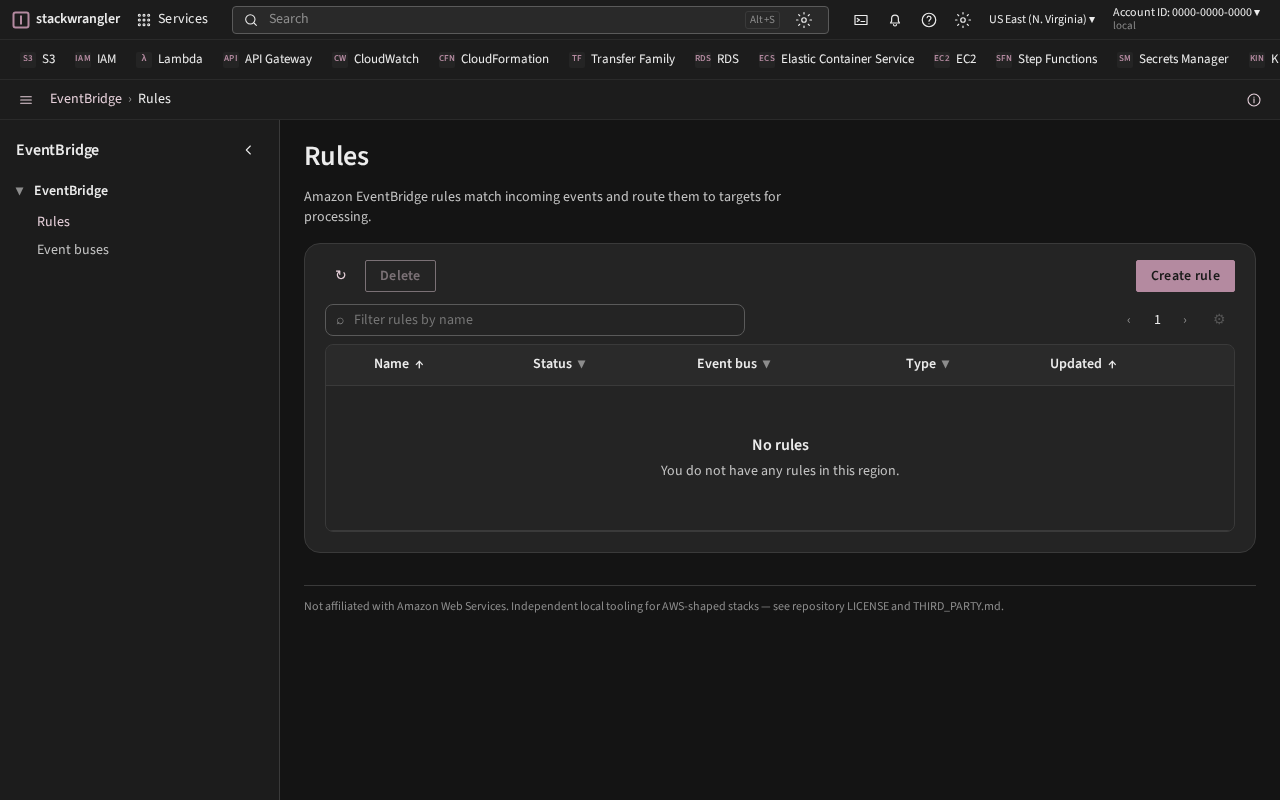 stackwrangler Services Search Alt+S US East (N. Virginia) ▾ Account ID: 0000-0000-0000 ▾
local
S3 S3 IAM IAM λ Lambda API API Gateway CW CloudWatch CFN CloudFormation TF Transfer Family RDS RDS ECS Elastic Container Service EC2 EC2 SFN Step Functions SM Secrets Manager KIN K
EventBridge › Rules
EventBridge
▼ EventBridge
Rules
Event buses
Rules
Amazon EventBridge rules match incoming events and route them to targets for
processing.
↻ Delete Create rule
Filter rules by name ‹ 1 ›
Name ↑ Status ▼ Event bus ▼ Type ▼ Updated ↑
No rules
You do not have any rules in this region.
Not affiliated with Amazon Web Services. Independent local tooling for AWS-shaped stacks — see repository LICENSE and THIRD_PARTY.md.